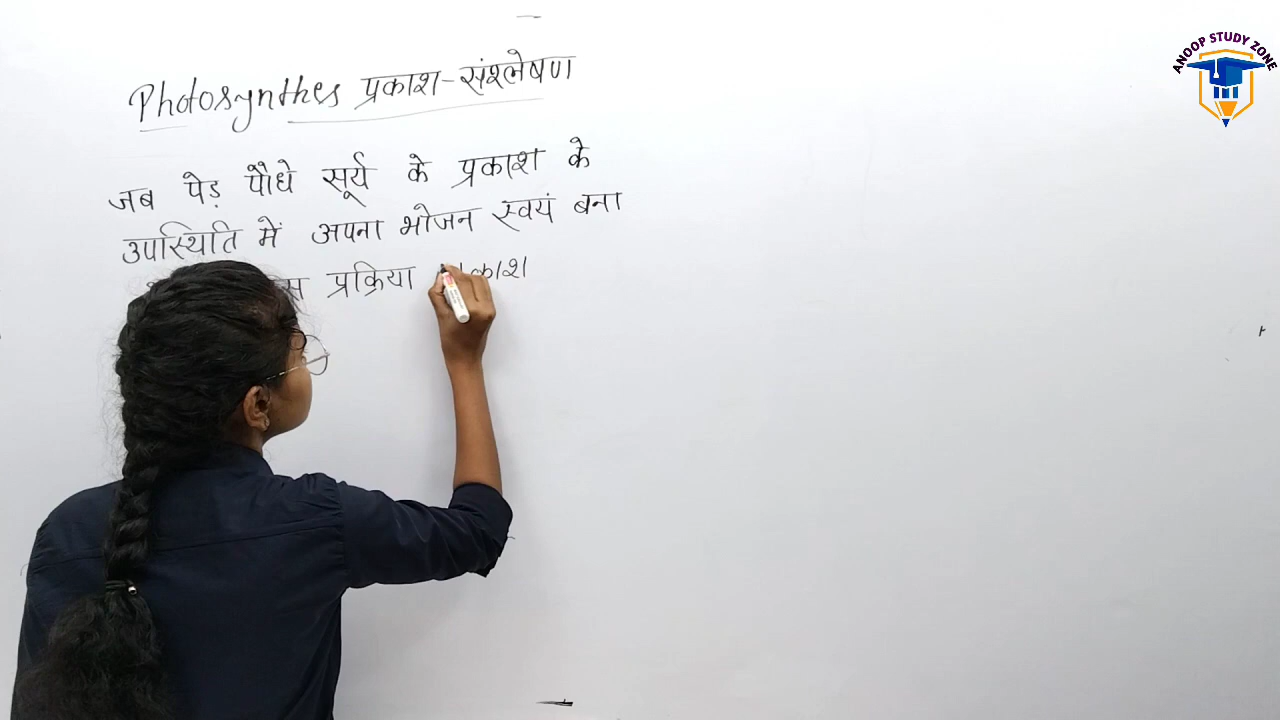 Photosynthes प्रकाश-संश्लेषण
जब पेड़ पौधे सूर्य के प्रकाश के
उपस्थिति में अपना भोजन स्वयं बना
प्रक्रिया
ANOOP STUDY ZONE